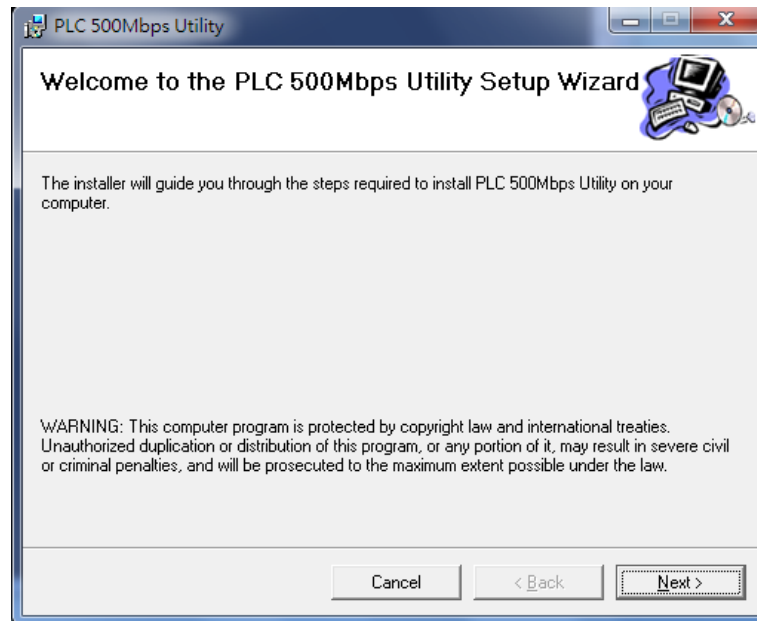 PLC 500Mbps Utility
Welcome to the PLC 500Mbps Utility Setup Wizard
The installer will guide you through the steps required to install PLC 500Mbps Utility on your
computer.
WARNING: This computer program is protected by copyright law and international treaties.
Unauthorized duplication or distribution of this program, or any portion of it, may result in severe civil
or criminal penalties, and will be prosecuted to the maximum extent possible under the law.
Cancel < Back Next >